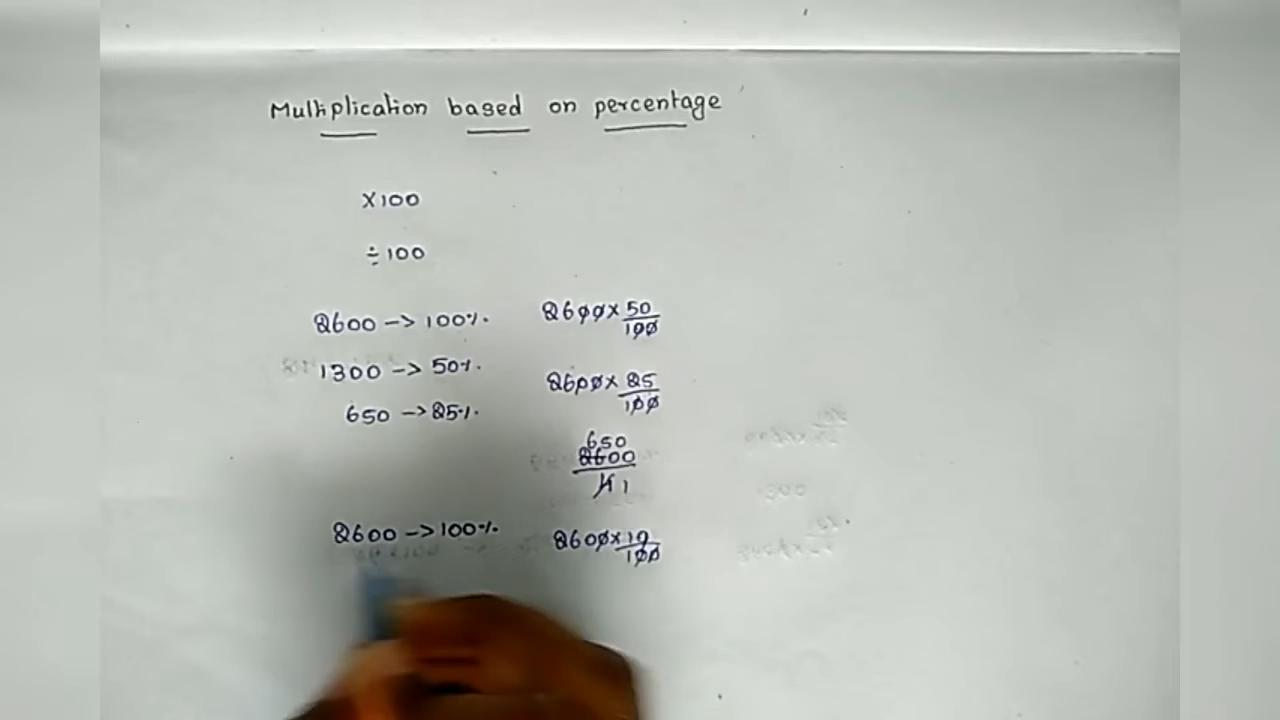 Multiplication based on percentage
×100
÷100
2600 -> 100% 2600 × 50/100
1300 -> 50% 2600 × 25/100
650 -> 25%
650
2600
4 1
2600 -> 100% 2600 × 10/100